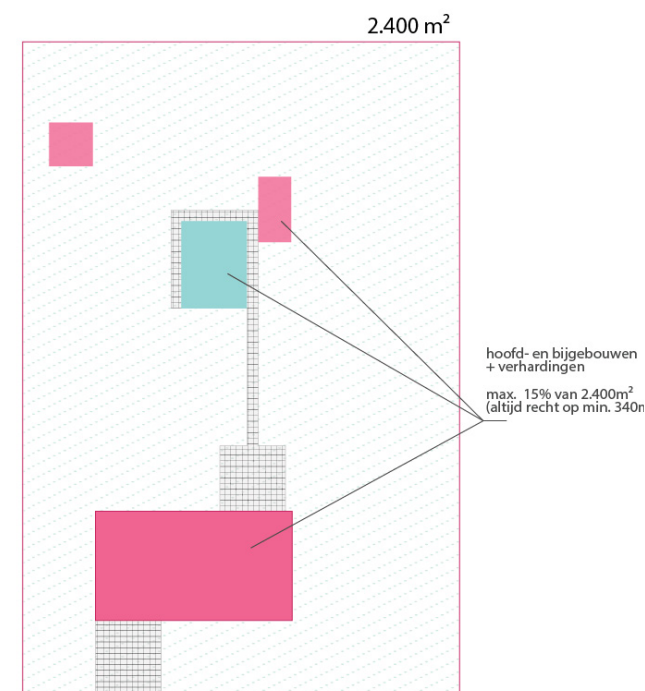 2.400 m²
hoofd- en bijgebouwen
+ verhardingen
max. 15% van 2.400m²
(altijd recht op min.